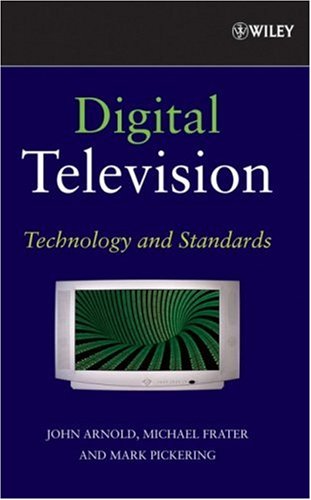 WILEY
Digital
Television
Technology and Standards
JOHN ARNOLD, MICHAEL FRATER
AND MARK PICKERING